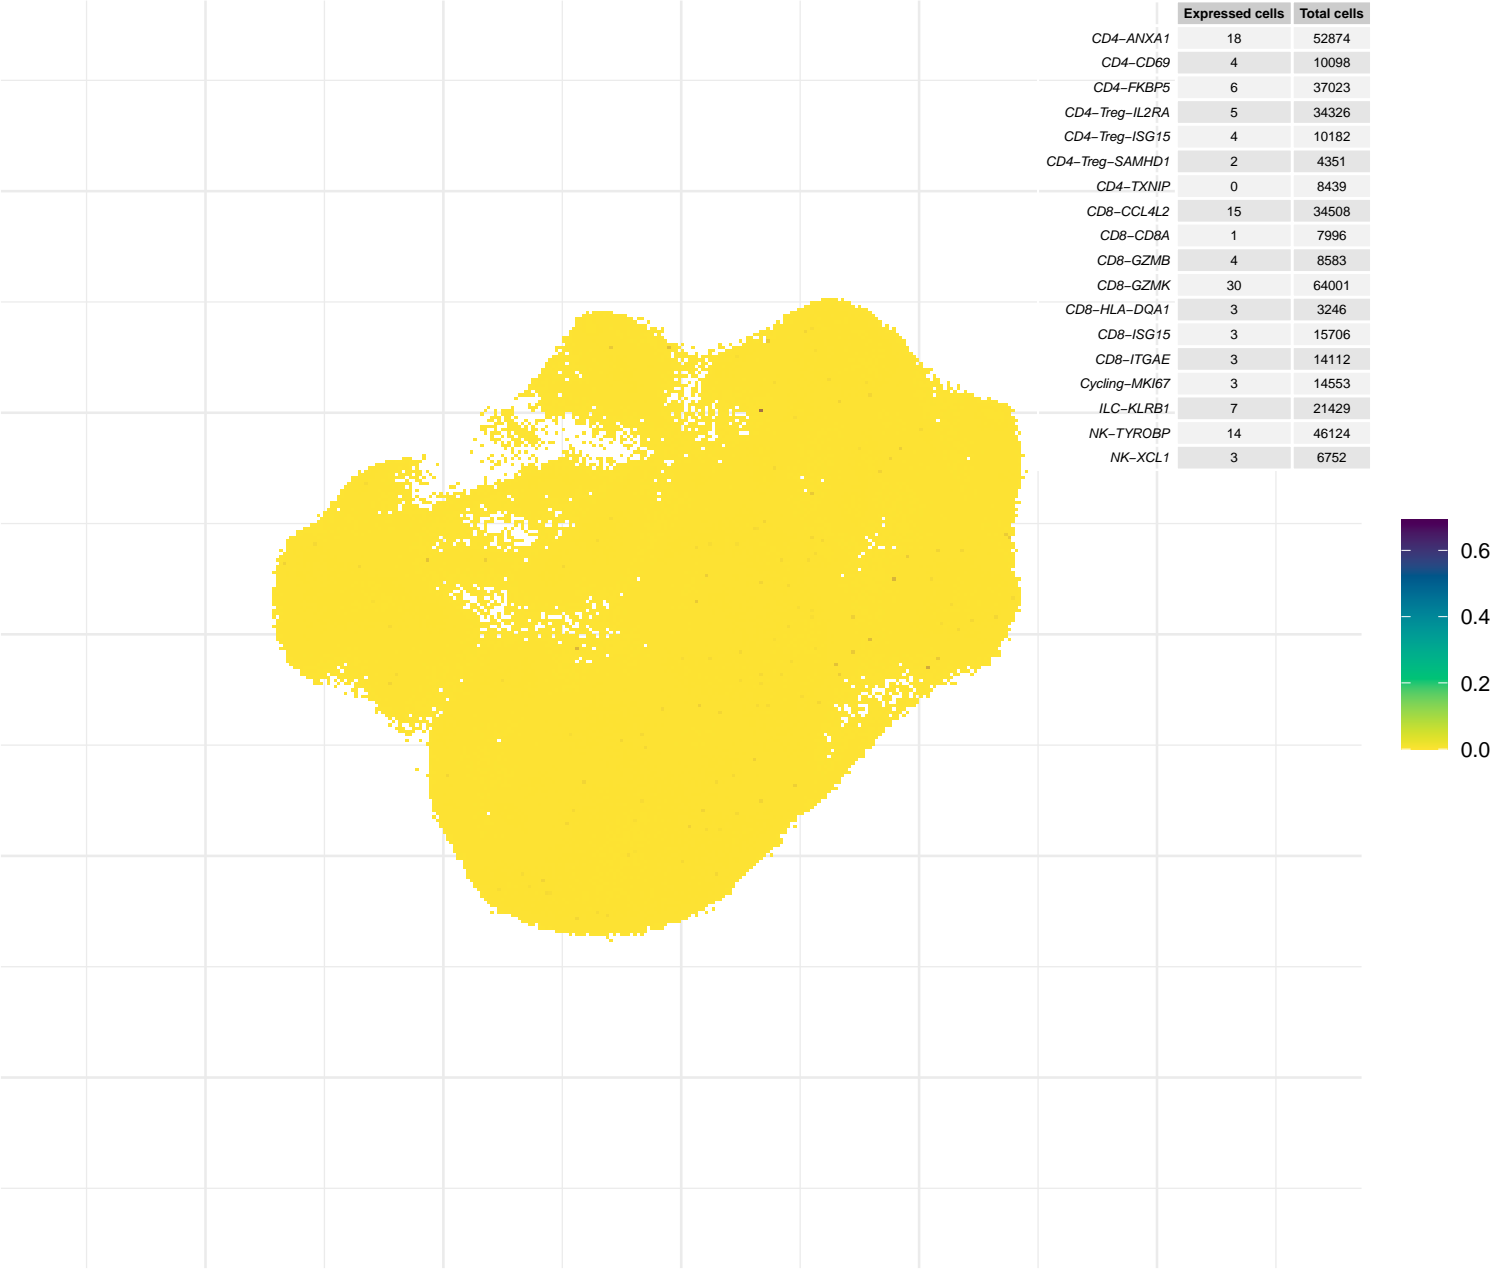 Expressed cells Total cells
CD4−ANXA1 18 52874
CD4−CD69 4 10098
CD4−FKBP5 6 37023
CD4−Treg−IL2RA 5 34326
CD4−Treg−ISG15 4 10182
CD4−Treg−SAMHD1 2 4351
CD4−TXNIP 0 8439
CD8−CCL4L2 15 34508
CD8−CD8A 1 7996
CD8−GZMB 4 8583
CD8−GZMK 30 64001
CD8−HLA−DQA1 3 3246
CD8−ISG15 3 15706
CD8−ITGAE 3 14112
Cycling−MKI67 3 14553
ILC−KLRB1 7 21429
NK−TYROBP 14 46124
NK−XCL1 3 6752
0.6
0.4
0.2
0.0